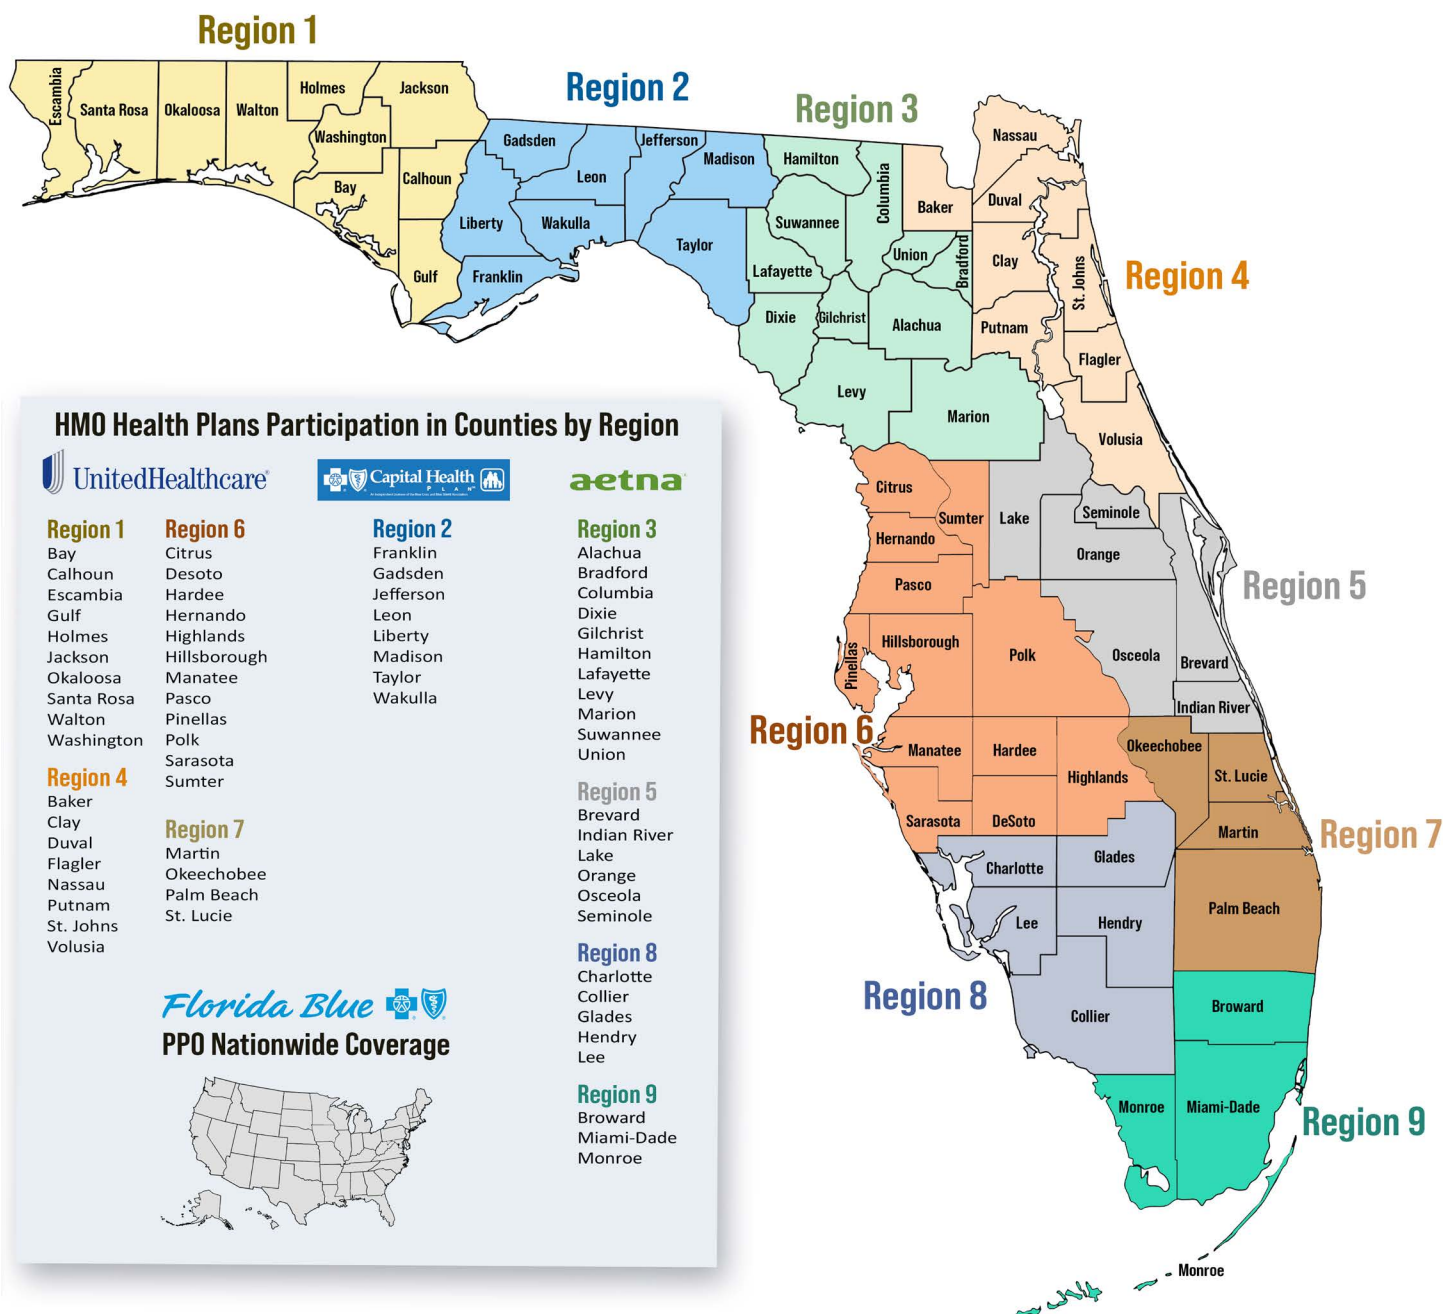 Region 1
Region 2
Region 3
Escambia
Santa Rosa
Okaloosa
Walton
Holmes
Washington
Jackson
Bay
Calhoun
Gulf
Gadsden
Liberty
Franklin
Leon
Wakulla
Jefferson
Madison
Taylor
Hamilton
Suwannee
Lafayette
Columbia
Dixie
Gilchrist
Union
Bradford
Alachua
Levy
Marion
Nassau
Baker
Duval
Clay
St. Johns
Putnam
Flagler
Volusia
Region 4
Citrus
Sumter
Hernando
Pasco
Pinellas
Hillsborough
Polk
Lake
Seminole
Orange
Osceola
Brevard
Indian River
Region 5
Region 6
Manatee
Hardee
Highlands
Sarasota
DeSoto
Okeechobee
St. Lucie
Martin
Palm Beach
Region 7
Charlotte
Glades
Lee
Hendry
Collier
Region 8
Broward
Miami-Dade
Monroe
Region 9
Monroe
HMO Health Plans Participation in Counties by Region
UnitedHealthcare
Region 1
Bay
Calhoun
Escambia
Gulf
Holmes
Jackson
Okaloosa
Santa Rosa
Walton
Washington
Region 4
Baker
Clay
Duval
Flagler
Nassau
Putnam
St. Johns
Volusia
Region 6
Citrus
Desoto
Hardee
Hernando
Highlands
Hillsborough
Manatee
Pasco
Pinellas
Polk
Sarasota
Sumter
Region 7
Martin
Okeechobee
Palm Beach
St. Lucie
Capital Health
PLAN
Region 2
Franklin
Gadsden
Jefferson
Leon
Liberty
Madison
Taylor
Wakulla
aetna
Region 3
Alachua
Bradford
Columbia
Dixie
Gilchrist
Hamilton
Lafayette
Levy
Marion
Suwannee
Union
Region 5
Brevard
Indian River
Lake
Orange
Osceola
Seminole
Region 8
Charlotte
Collier
Glades
Hendry
Lee
Region 9
Broward
Miami-Dade
Monroe
Florida Blue
PPO Nationwide Coverage